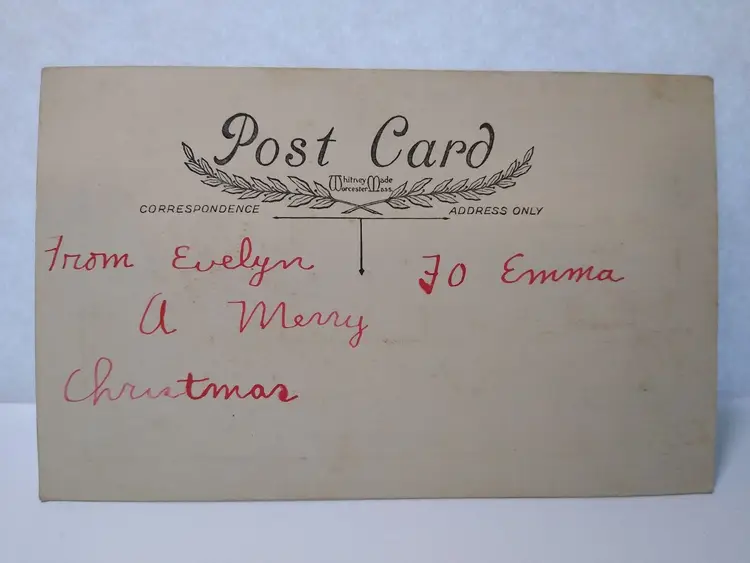 Post Card
Whitney Made
Worcester Mass.
CORRESPONDENCE
ADDRESS ONLY
From Evelyn
To Emma
A Merry
Christmas